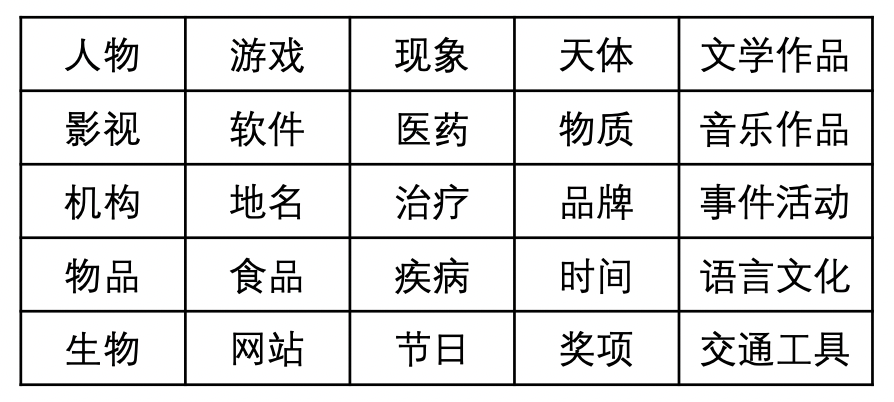 人物 游戏 现象 天体 文学作品
影视 软件 医药 物质 音乐作品
机构 地名 治疗 品牌 事件活动
物品 食品 疾病 时间 语言文化
生物 网站 节日 奖项 交通工具